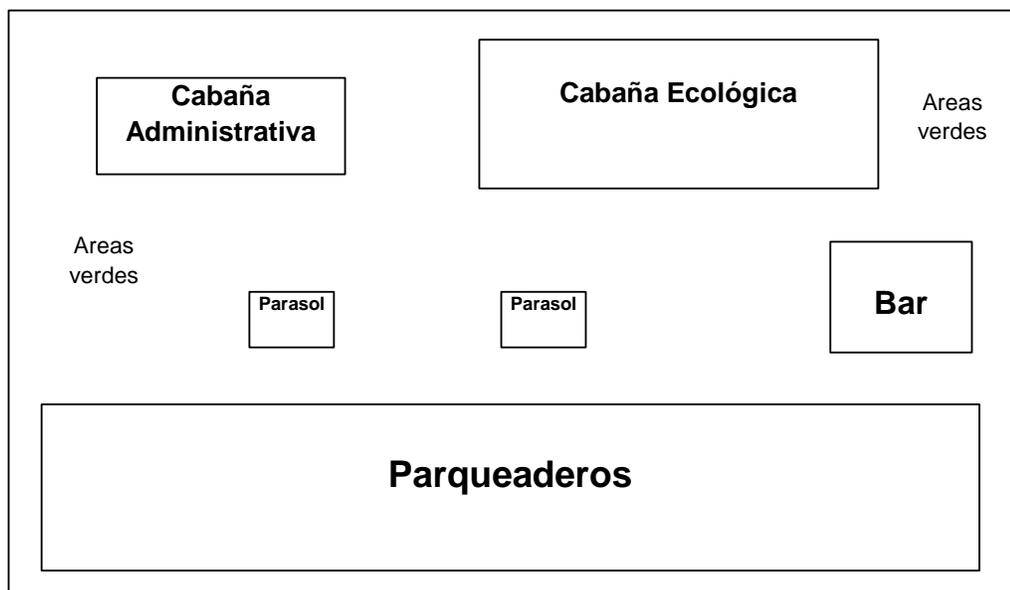 Cabaña
Administrativa
Cabaña Ecológica
Areas
verdes
Areas
verdes
Parasol
Parasol
Bar
Parqueaderos